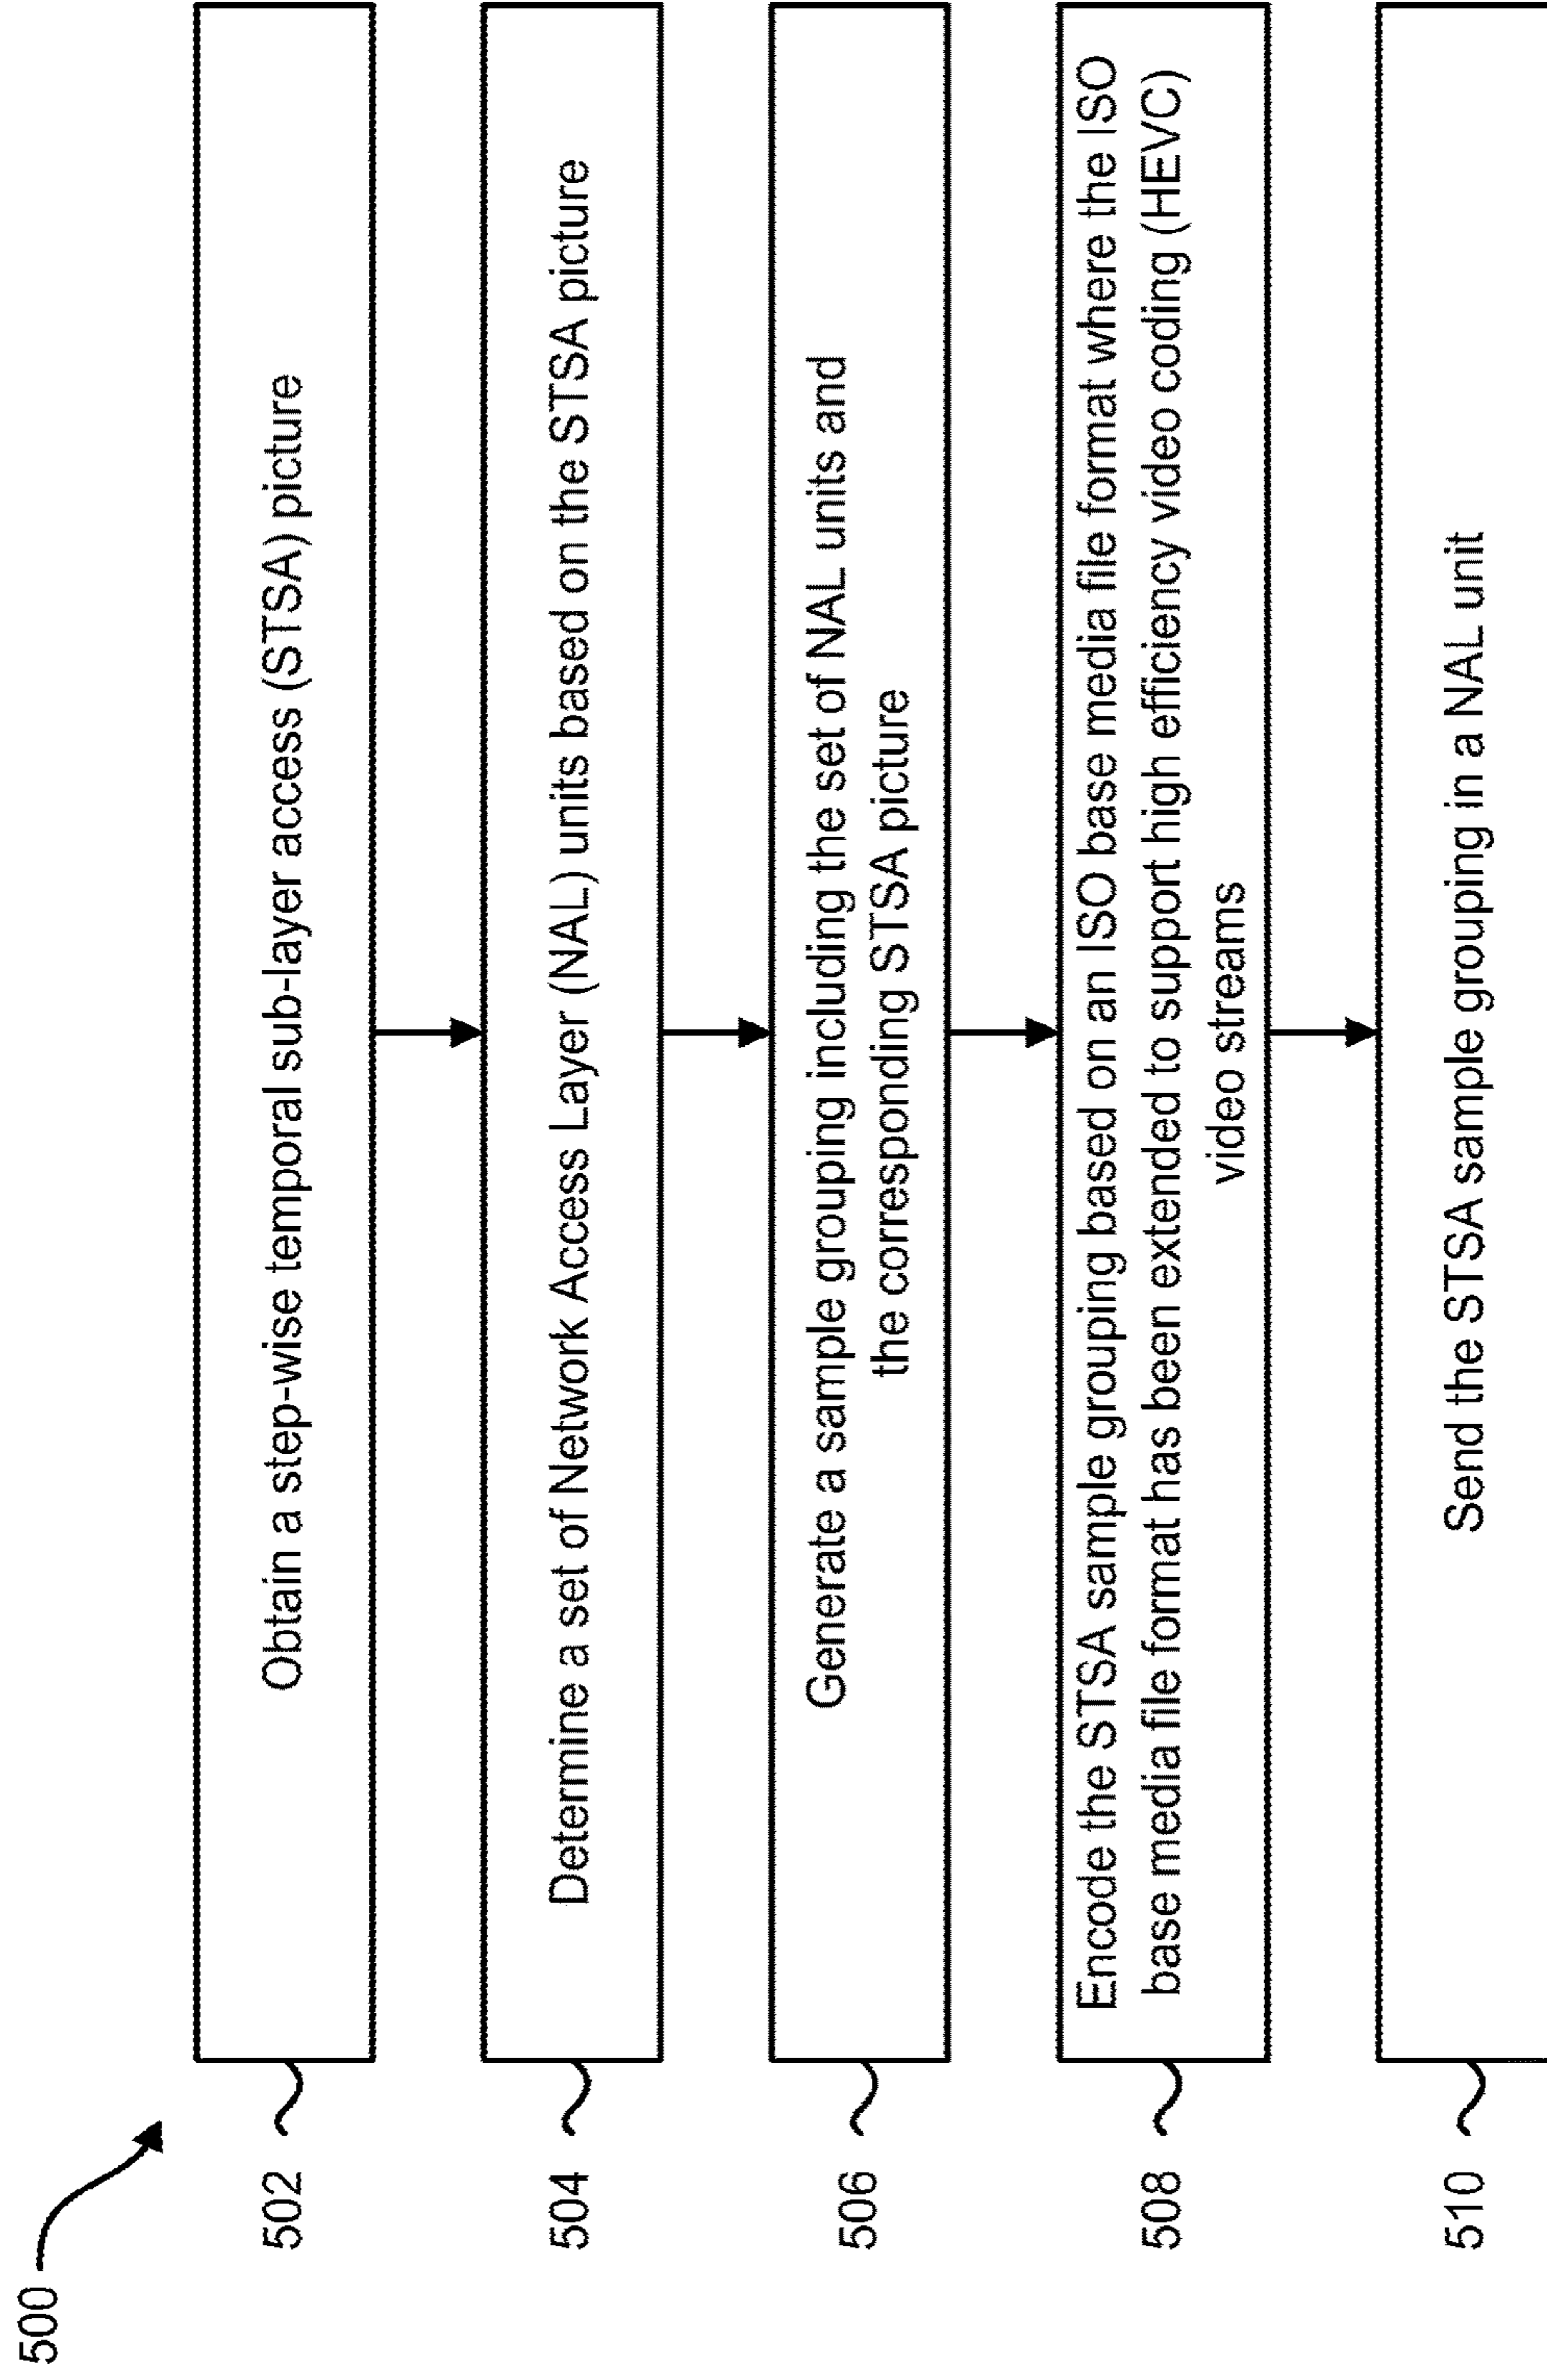 500
502
Obtain a step-wise temporal sub-layer access (STSA) picture
504
Determine a set of Network Access Layer (NAL) units based on the STSA picture
506
Generate a sample grouping including the set of NAL units and
the corresponding STSA picture
508
Encode the STSA sample grouping based on an ISO base media file format where the ISO
base media file format has been extended to support high efficiency video coding (HEVC)
video streams
510
Send the STSA sample grouping in a NAL unit